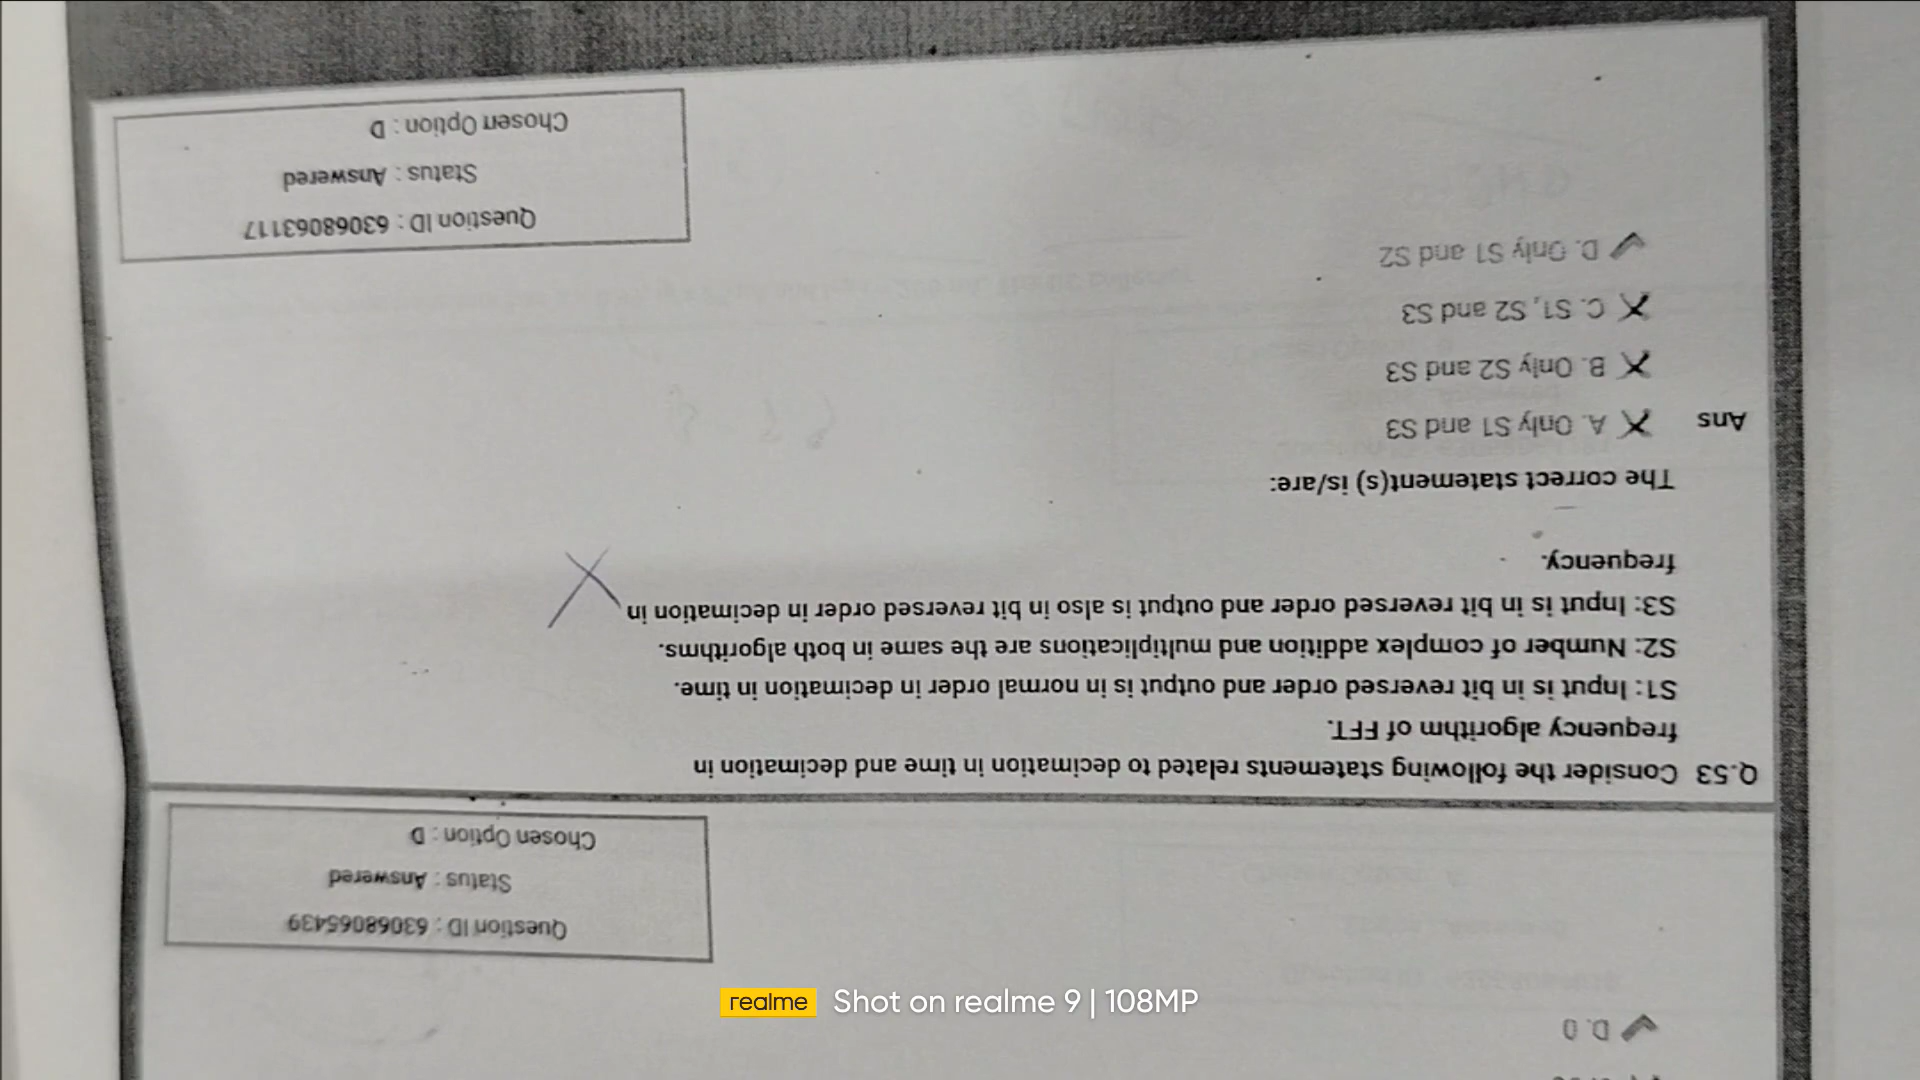 D. 0
Question ID : 63068065439
Status : Answered
Chosen Option : D
Q.53 Consider the following statements related to decimation in time and decimation in
frequency algorithm of FFT.
S1: Input is in bit reversed order and output is in normal order in decimation in time.
S2: Number of complex addition and multiplications are the same in both algorithms.
S3: Input is in bit reversed order and output is also in bit reversed order in decimation in
frequency.
The correct statement(s) is/are:
Ans
A. Only S1 and S3
B. Only S2 and S3
C. S1, S2 and S3
D. Only S1 and S2
Question ID : 63068063117
Status : Answered
Chosen Option : D
realme Shot on realme 9 | 108MP